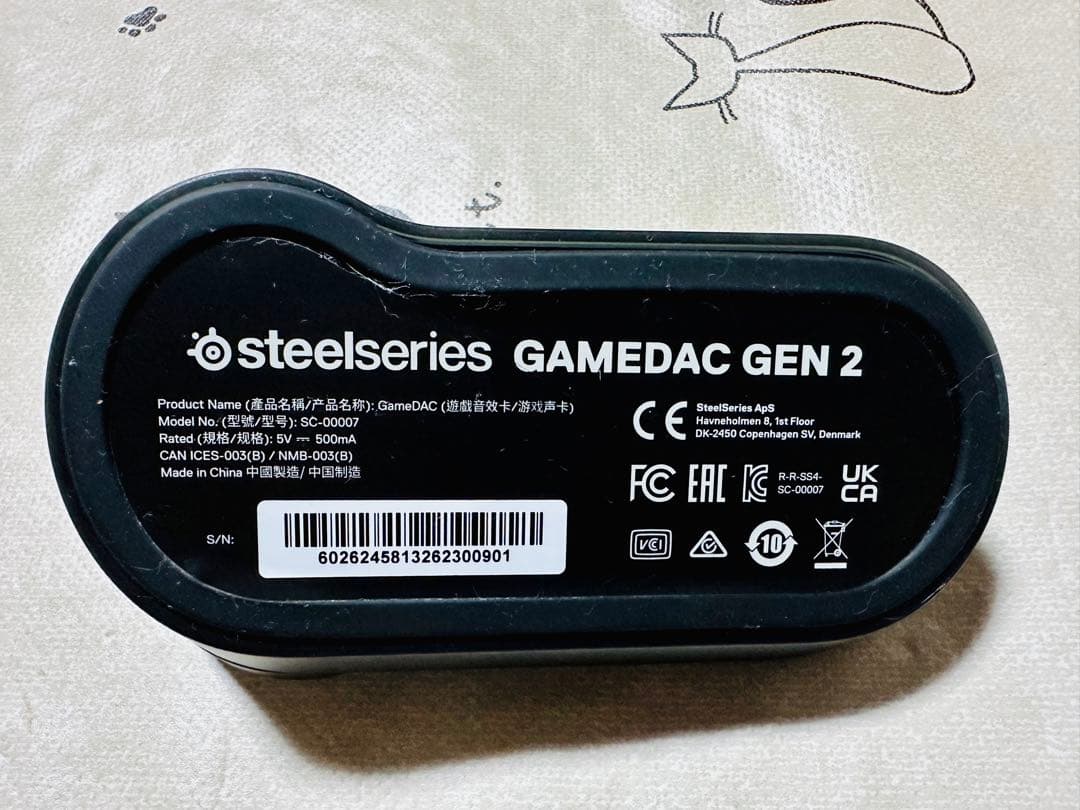 ti.
steelseries GAMEDAC GEN 2
Product Name (產品名稱/产品名称): GameDAC (遊戲音效卡/游戏声卡)
Model No. (型號/型号): SC-00007
Rated (規格/规格): 5V ⎓ 500mA
CAN ICES-003(B) / NMB-003(B)
Made in China 中國製造/ 中国制造
S/N:
6026245813262300901
CE
SteelSeries ApS
Havneholmen 8, 1st Floor
DK-2450 Copenhagen SV, Denmark
FC EAC KC
R-R-SS4-
SC-00007
UK
CA
VCI
10